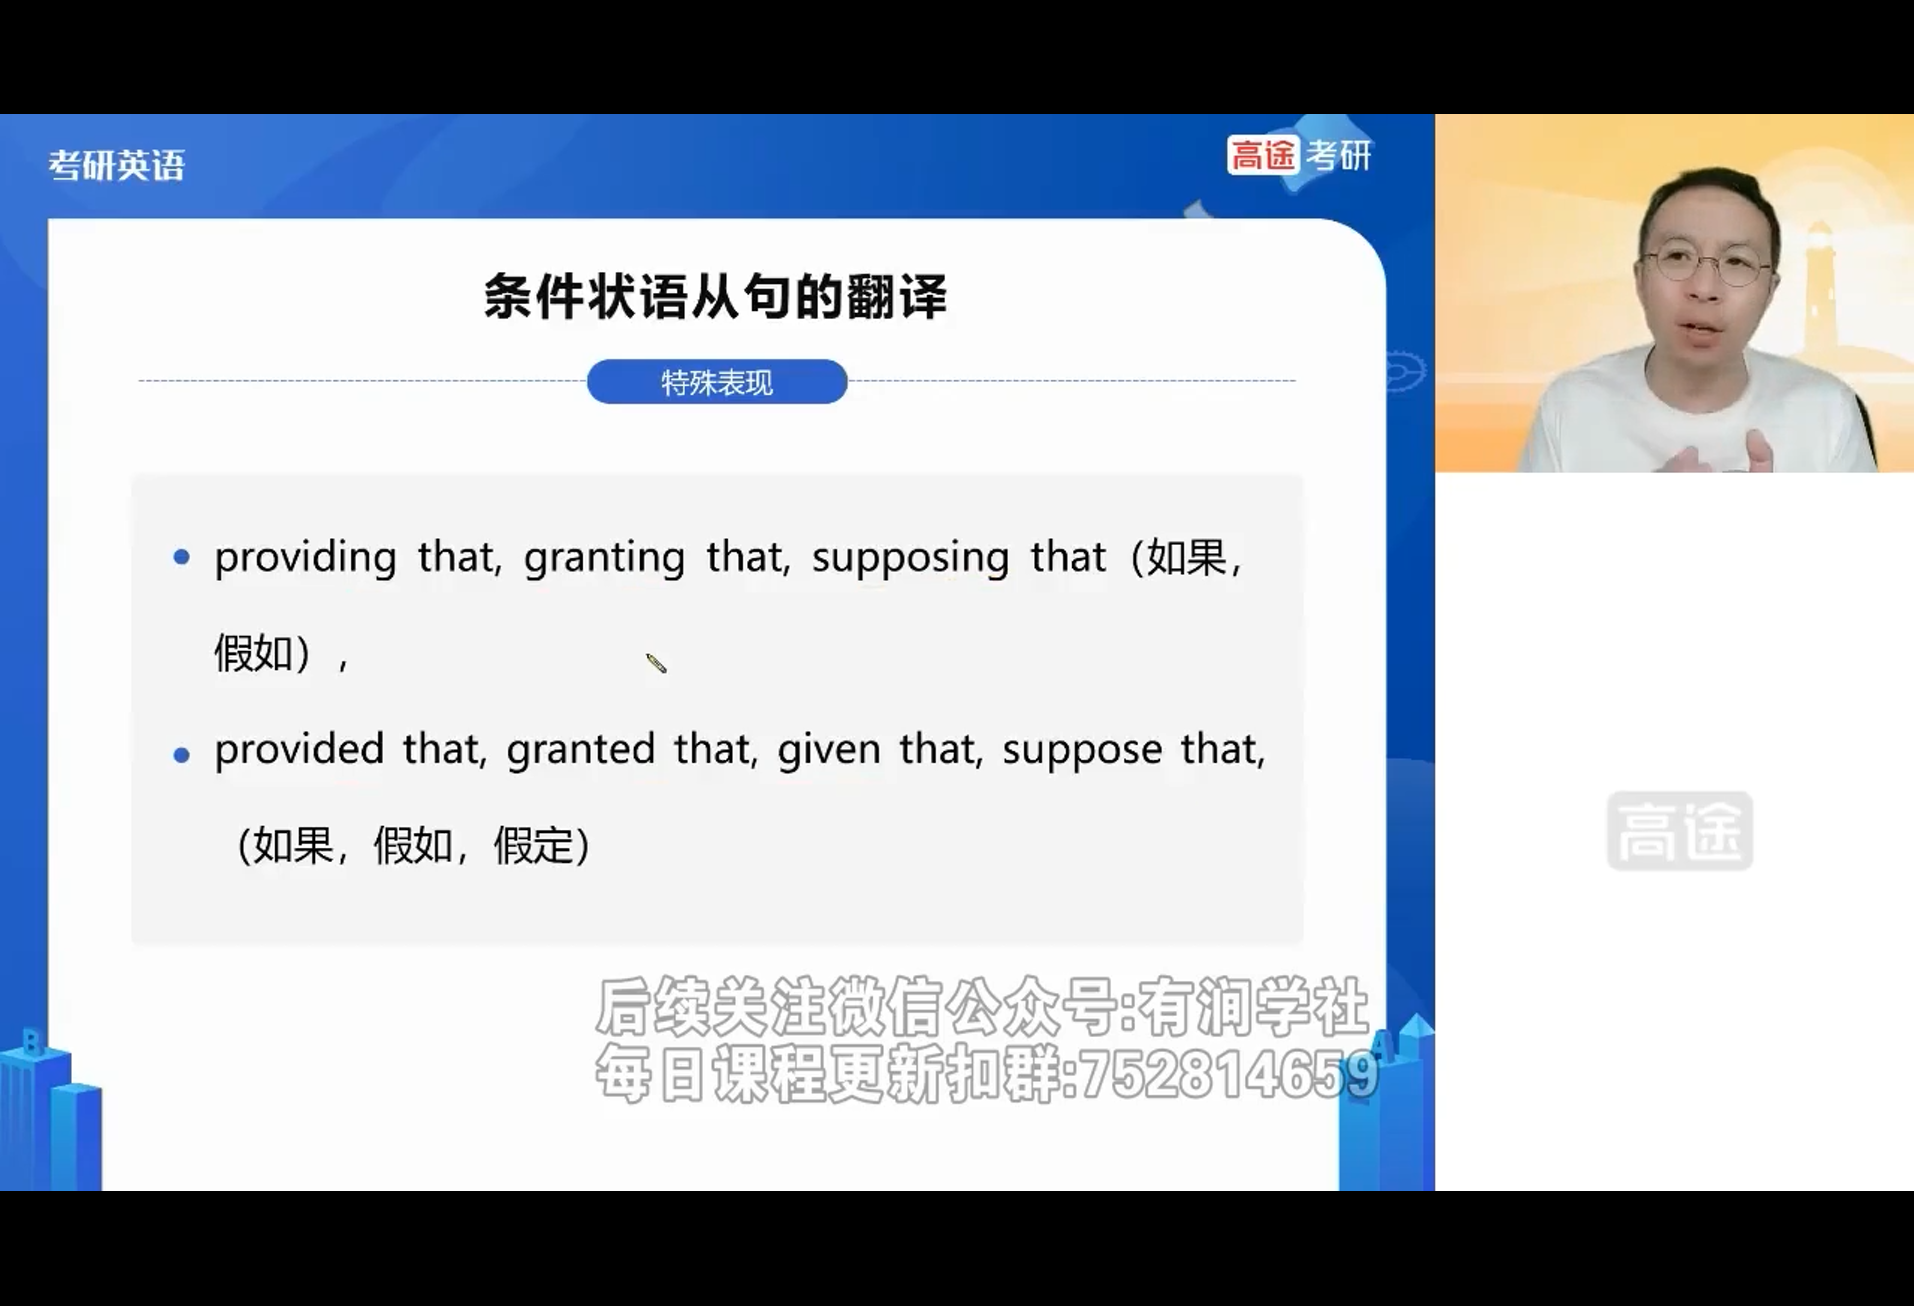 考研英语
高途考研
条件状语从句的翻译
特殊表现
• providing that, granting that, supposing that（如果，
假如），
• provided that, granted that, given that, suppose that,
（如果，假如，假定）
高途
后续关注微信公众号:有润学社
每日课程更新扣群:752814659
B
A